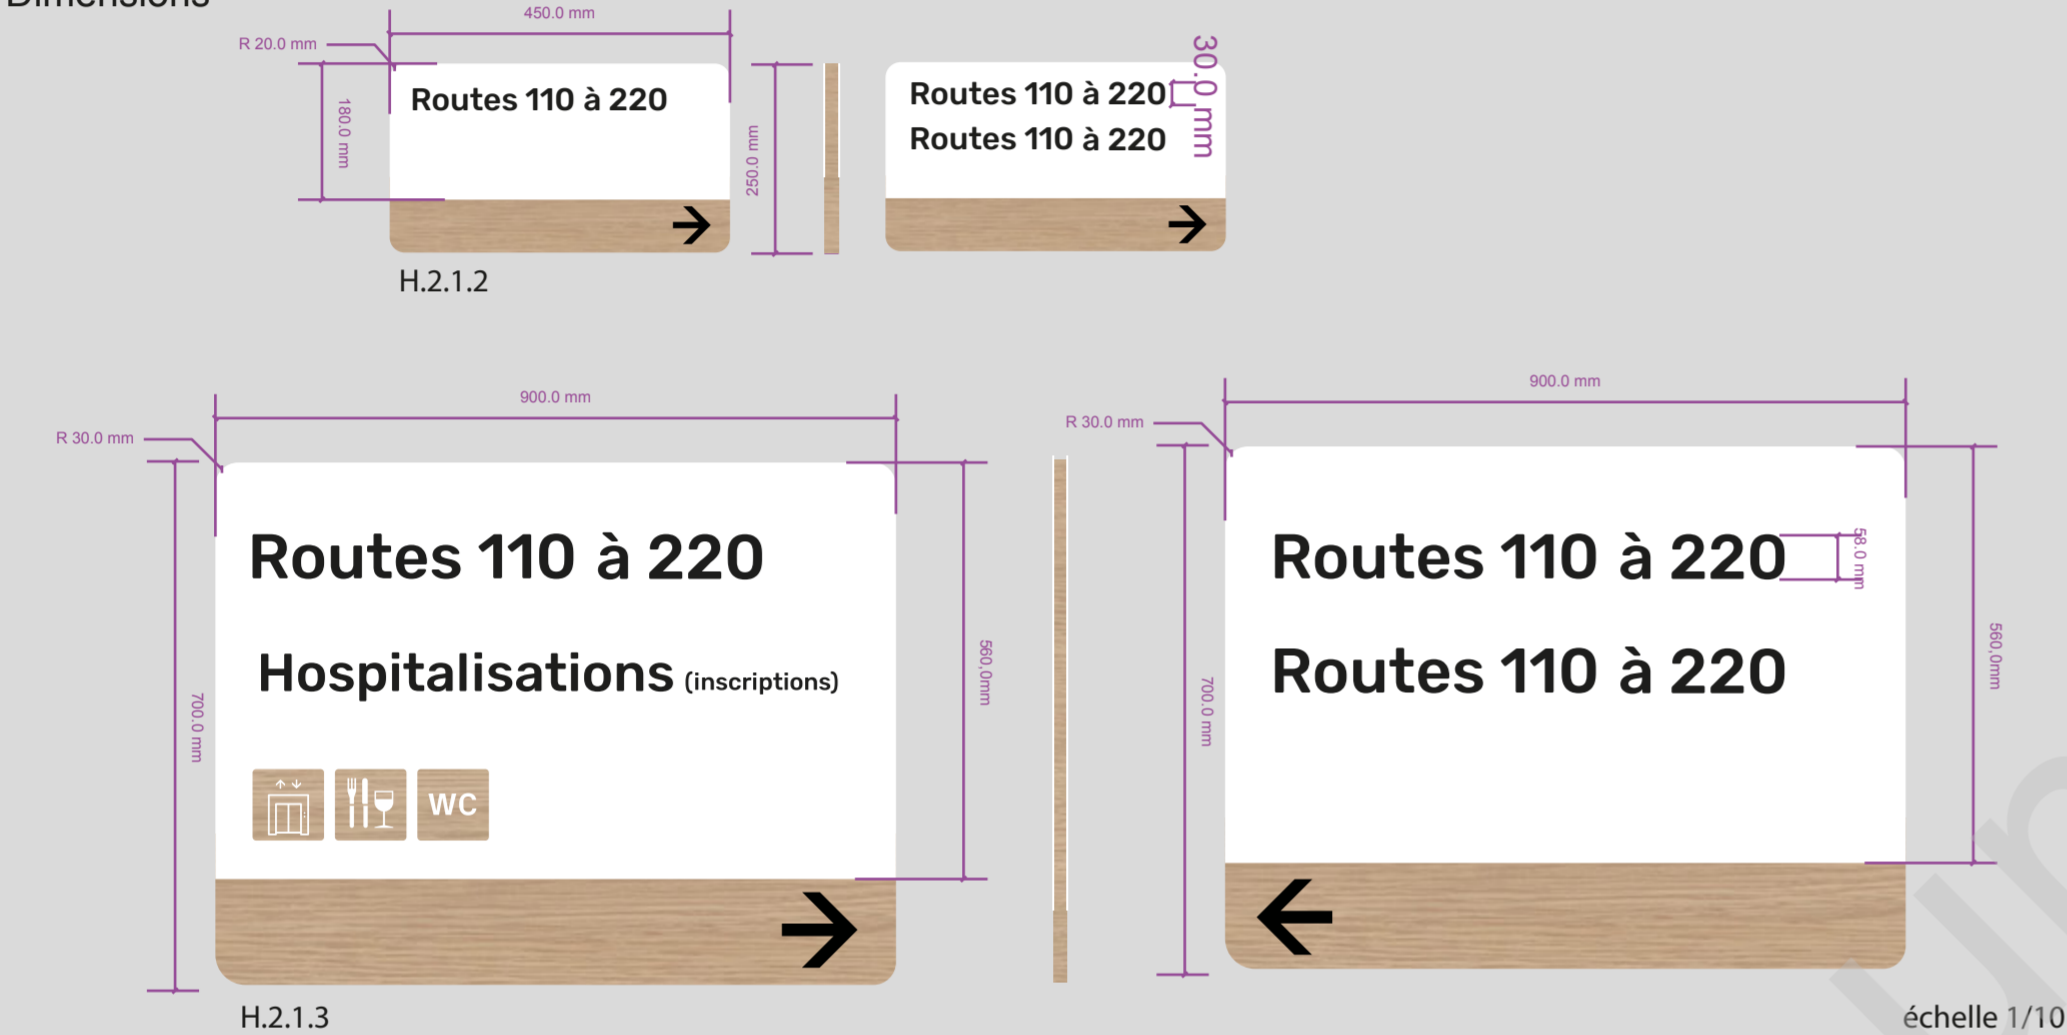 Dimensions
450.0 mm
R 20.0 mm
180.0 mm
Routes 110 à 220
250.0 mm
Routes 110 à 220
Routes 110 à 220
30.0 mm
H.2.1.2
900.0 mm
R 30.0 mm
700.0 mm
Routes 110 à 220
Hospitalisations (inscriptions)
WC
560,0mm
H.2.1.3
900.0 mm
R 30.0 mm
700.0 mm
Routes 110 à 220
58.0 mm
Routes 110 à 220
560,0mm
échelle 1/10